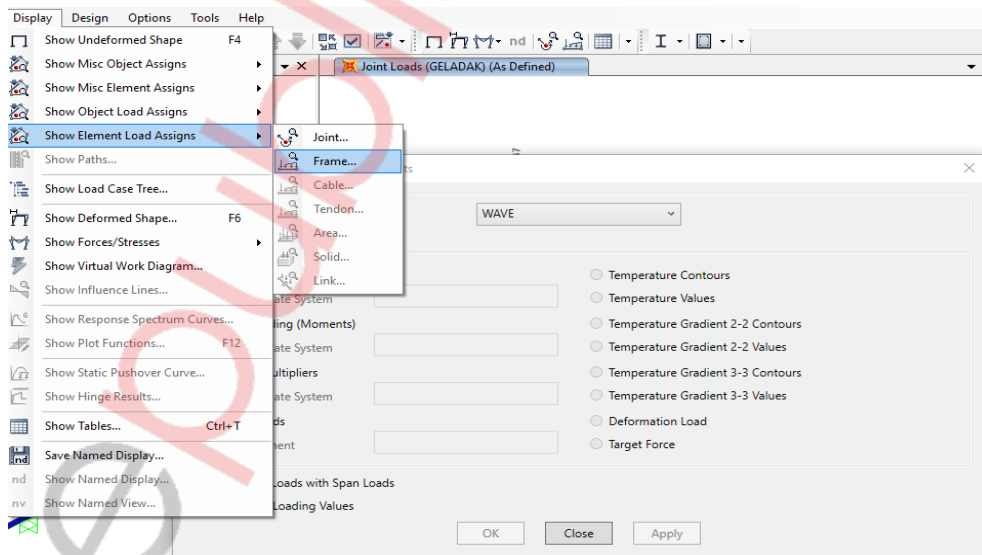 Display Design Options Tools Help
Show Undeformed Shape F4
Show Misc Object Assigns
Show Misc Element Assigns
Show Object Load Assigns
Show Element Load Assigns
Show Paths...
Show Load Case Tree...
Show Deformed Shape... F6
Show Forces/Stresses
Show Virtual Work Diagram...
Show Influence Lines...
Show Response Spectrum Curves...
Show Plot Functions... F12
Show Static Pushover Curve...
Show Hinge Results...
Show Tables... Ctrl+T
Save Named Display...
nd Show Named Display...
nv Show Named View...
Joint...
Frame...
Cable...
Tendon...
Area...
Solid...
Link...
nd
Joint Loads (GELADAK) (As Defined)
ts
WAVE
ate System
ding (Moments)
ate System
ultipliers
ate System
ds
nent
Loads with Span Loads
Loading Values
Temperature Contours
Temperature Values
Temperature Gradient 2-2 Contours
Temperature Gradient 2-2 Values
Temperature Gradient 3-3 Contours
Temperature Gradient 3-3 Values
Deformation Load
Target Force
OK Close Apply